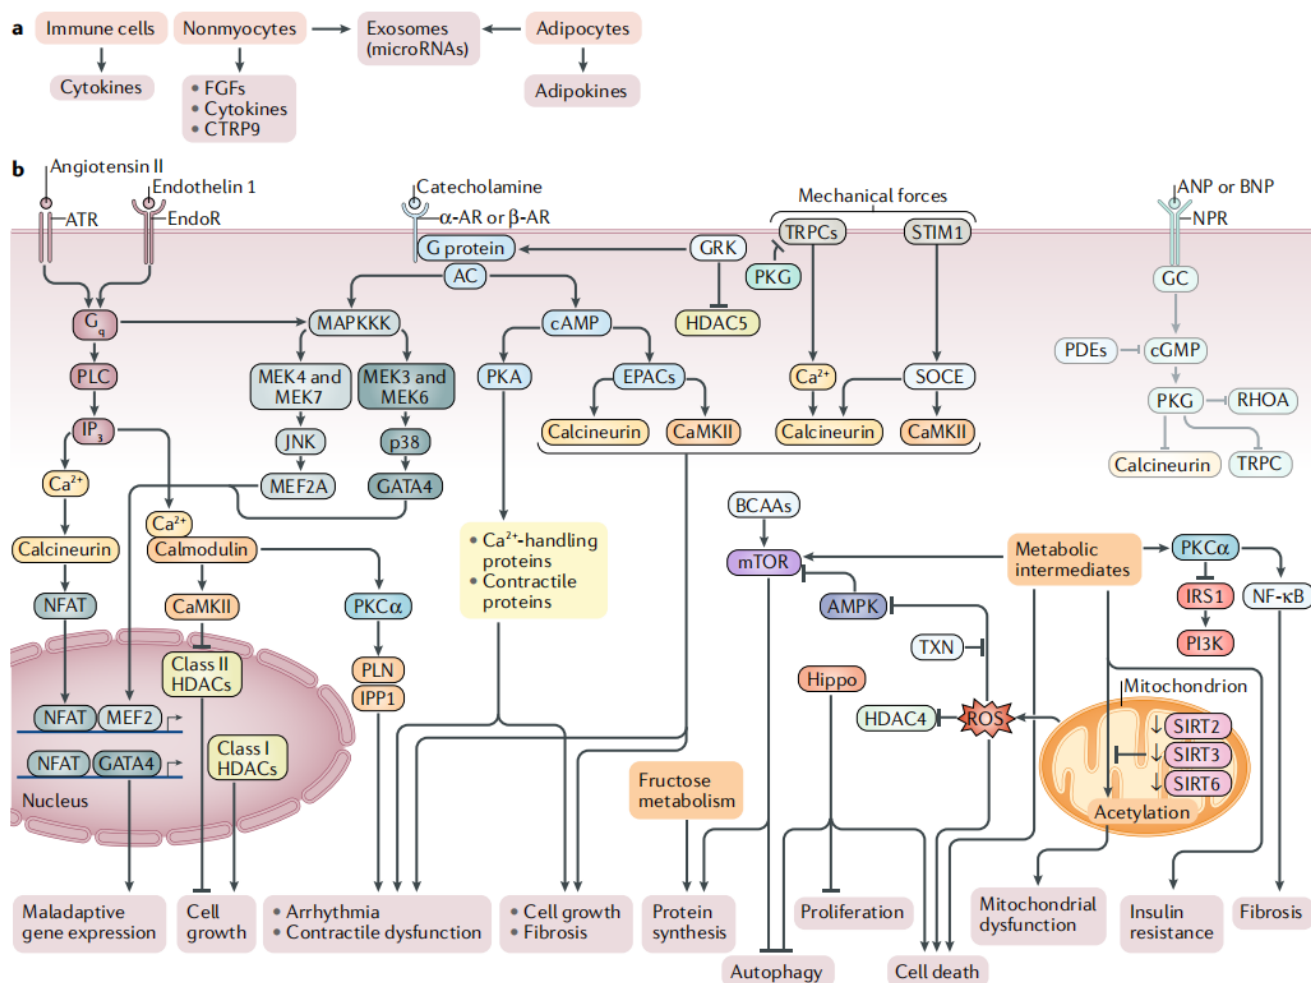 a
Immune cells
Nonmyocytes
Exosomes
(microRNAs)
Adipocytes
Cytokines
• FGFs
• Cytokines
• CTRP9
Adipokines
b
Angiotensin II
Endothelin 1
ATR
EndoR
Catecholamine
α-AR or β-AR
Mechanical forces
ANP or BNP
NPR
G protein
GRK
TRPCs
STIM1
AC
PKG
GC
Gq
MAPKKK
cAMP
HDAC5
PDEs
cGMP
PLC
MEK4 and
MEK7
MEK3 and
MEK6
PKA
EPACs
Ca²⁺
SOCE
PKG
RHOA
IP₃
JNK
p38
Calcineurin
CaMKII
Calcineurin
CaMKII
Calcineurin
TRPC
Ca²⁺
MEF2A
GATA4
BCAAs
Ca²⁺
Calcineurin
Calmodulin
• Ca²⁺-handling
proteins
• Contractile
proteins
mTOR
Metabolic
intermediates
PKCα
NFAT
CaMKII
PKCα
AMPK
IRS1
NF-κB
TXN
PI3K
Class II
HDACs
PLN
IPP1
Hippo
Mitochondrion
NFAT
MEF2
HDAC4
ROS
↓ SIRT2
↓ SIRT3
↓ SIRT6
NFAT
GATA4
Class I
HDACs
Nucleus
Fructose
metabolism
Acetylation
Maladaptive
gene expression
Cell
growth
• Arrhythmia
• Contractile dysfunction
• Cell growth
• Fibrosis
Protein
synthesis
Proliferation
Mitochondrial
dysfunction
Insulin
resistance
Fibrosis
Autophagy
Cell death